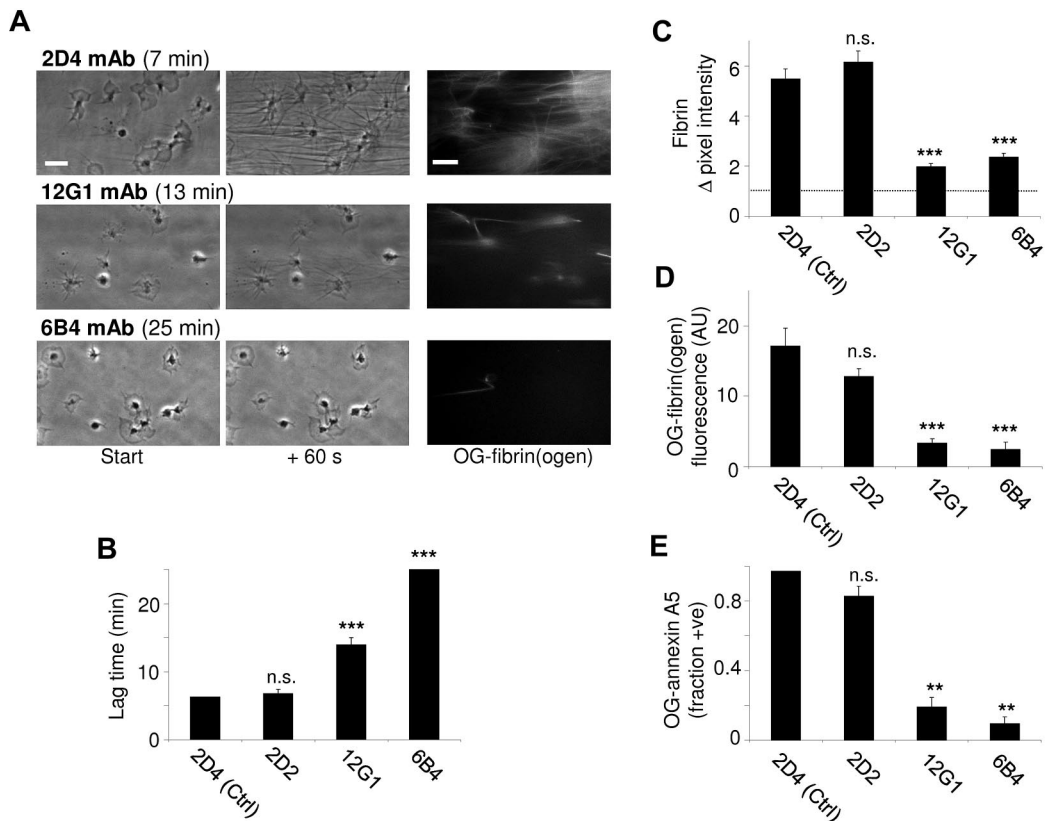 A
2D4 mAb (7 min)
12G1 mAb (13 min)
6B4 mAb (25 min)
Start
+ 60 s
OG-fibrin(ogen)
B
Lag time (min)
20
10
0
n.s.
***
***
2D4 (Ctrl)
2D2
12G1
6B4
C
Fibrin
Δ pixel intensity
6
4
2
0
n.s.
***
***
2D4 (Ctrl)
2D2
12G1
6B4
D
OG-fibrin(ogen)
fluorescence (AU)
20
10
0
n.s.
***
***
2D4 (Ctrl)
2D2
12G1
6B4
E
OG-annexin A5
(fraction +ve)
0.8
0.4
0
n.s.
**
**
2D4 (Ctrl)
2D2
12G1
6B4